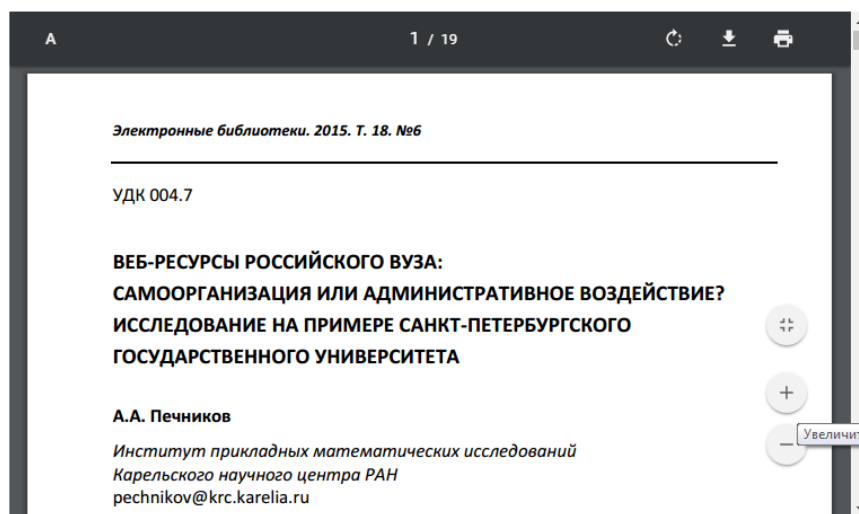 A
1 / 19
Электронные библиотеки. 2015. Т. 18. №6
УДК 004.7
ВЕБ-РЕСУРСЫ РОССИЙСКОГО ВУЗА:
САМООРГАНИЗАЦИЯ ИЛИ АДМИНИСТРАТИВНОЕ ВОЗДЕЙСТВИЕ?
ИССЛЕДОВАНИЕ НА ПРИМЕРЕ САНКТ-ПЕТЕРБУРГСКОГО
ГОСУДАРСТВЕННОГО УНИВЕРСИТЕТА
А.А. Печников
Увеличит
Институт прикладных математических исследований
Карельского научного центра РАН
pechnikov@krc.karelia.ru